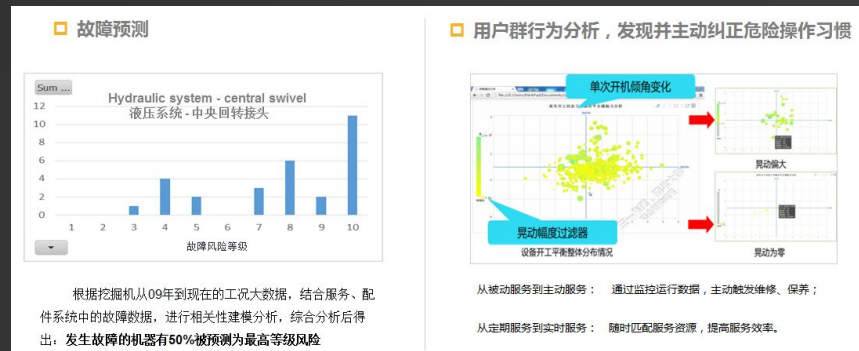 故障预测
Sum ...
Hydraulic system - central swivel
液压系统-中央回转接头
12
10
8
6
4
2
0
1 2 3 4 5 6 7 8 9 10
故障风险等级
根据挖掘机从09年到现在的工况大数据，结合服务、配
件系统中的故障数据，进行相关性建模分析，综合分析后得
出：发生故障的机器有50%被预测为最高等级风险
用户群行为分析，发现并主动纠正危险操作习惯
单次开机倾角变化
晃动幅度过滤器
设备开工平衡整体分布情况
晃动偏大
晃动为零
从被动服务到主动服务： 通过监控运行数据，主动触发维修、保养；
从定期服务到实时服务： 随时匹配服务资源，提高服务效率。